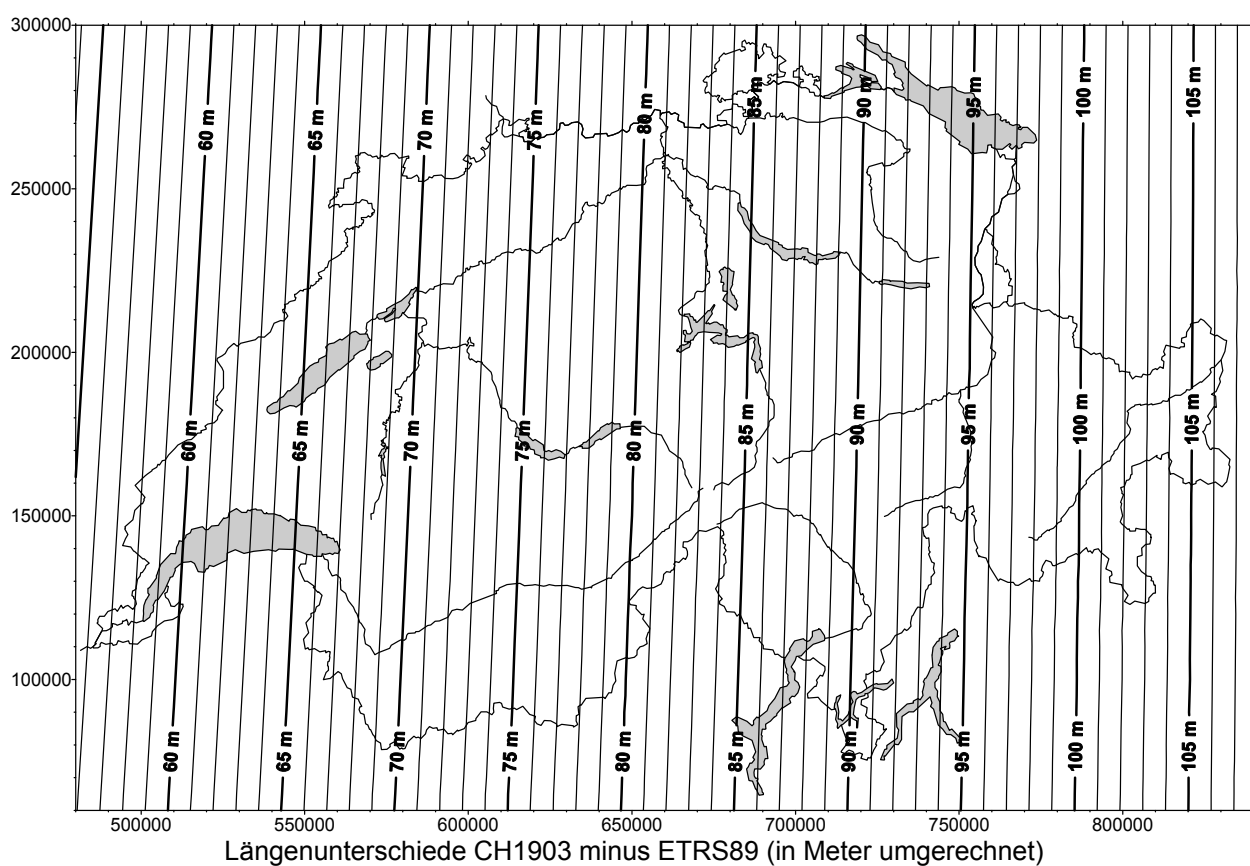 300000
60 m 65 m 70 m 75 m 80 m 85 m 90 m 95 m 100 m 105 m
250000
200000
60 m 65 m 70 m 75 m 80 m 85 m 90 m 95 m 100 m 105 m
150000
100000
60 m 65 m 70 m 75 m 80 m 85 m 90 m 95 m 100 m 105 m
500000 550000 600000 650000 700000 750000 800000
Längenunterschiede CH1903 minus ETRS89 (in Meter umgerechnet)